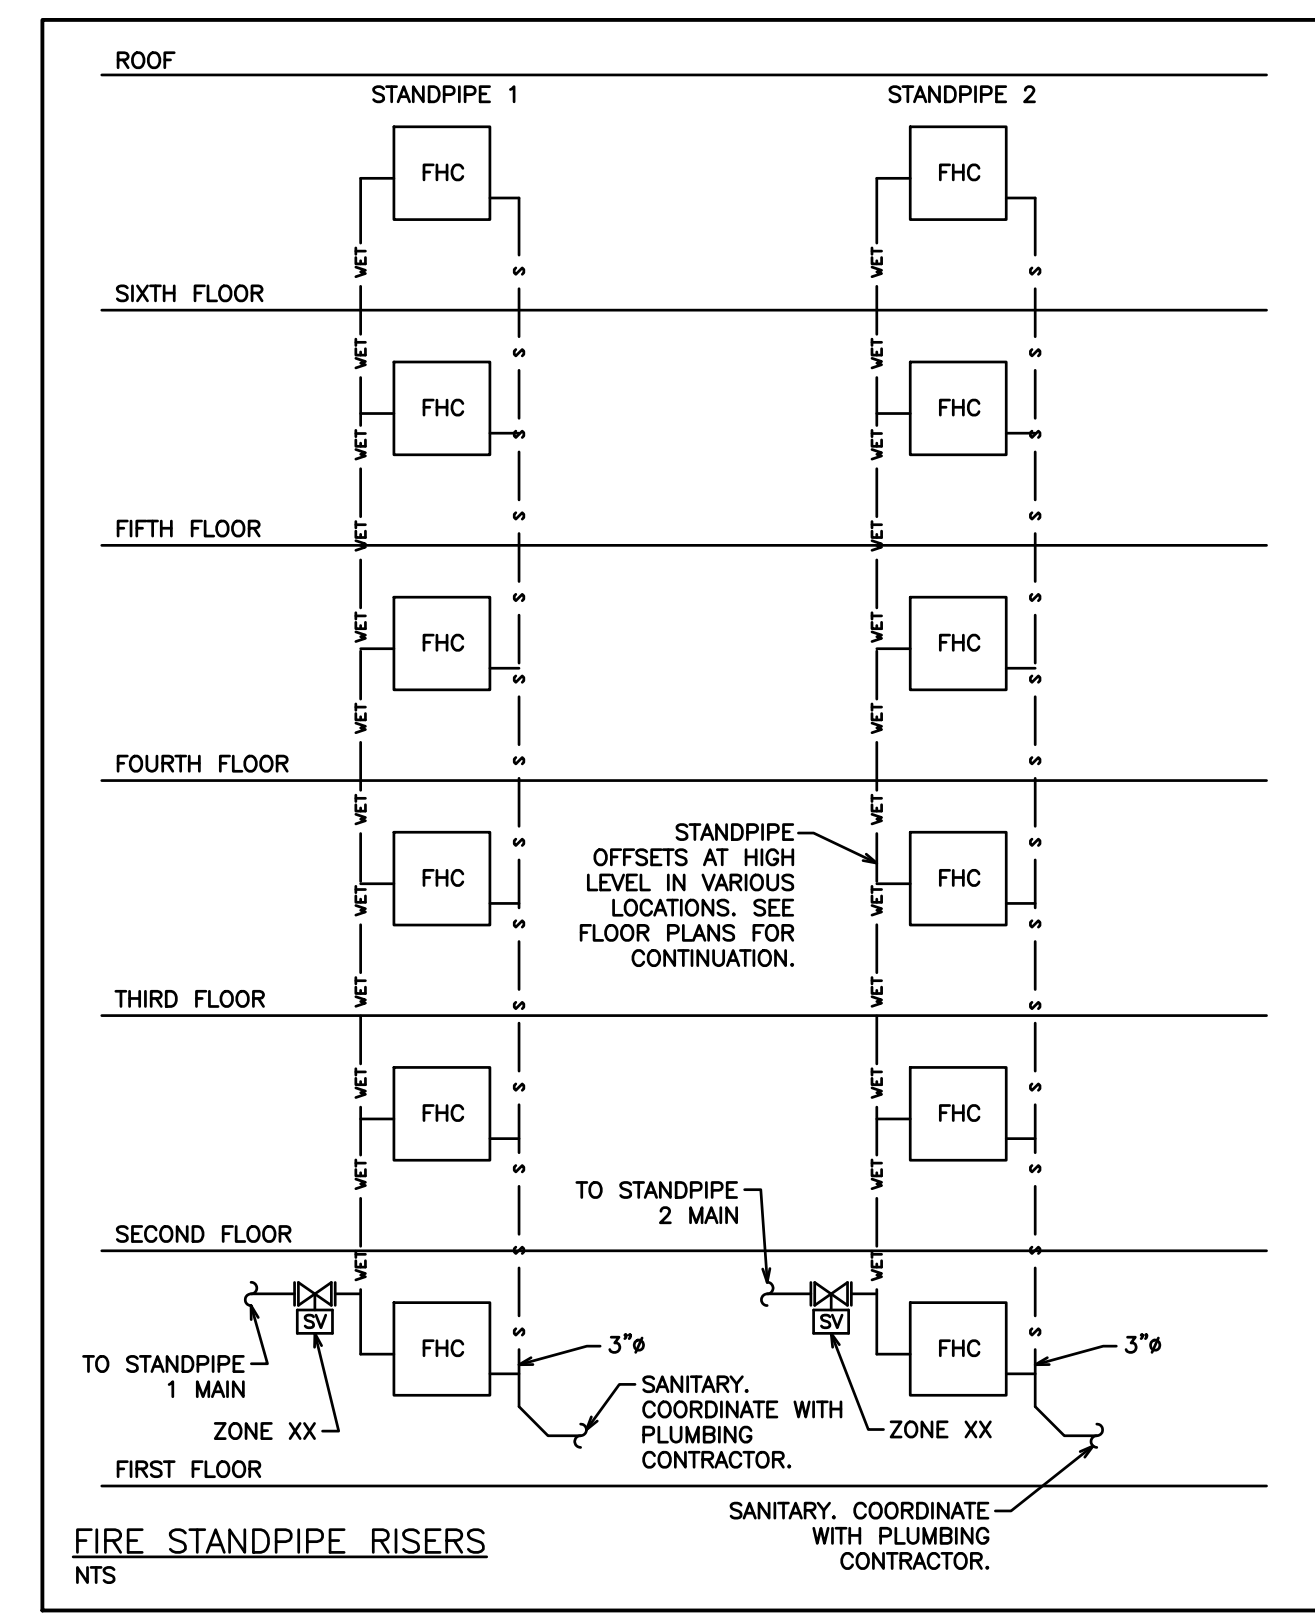 ROOF
STANDPIPE 1
STANDPIPE 2
FHC
FHC
WET
S
WET
S
SIXTH FLOOR
WET
S
WET
S
FHC
FHC
WET
S
WET
S
FIFTH FLOOR
WET
S
WET
S
S
S
FHC
FHC
WET
WET
S
S
WET
WET
FOURTH FLOOR
S
S
WET
WET
STANDPIPE
OFFSETS AT HIGH
LEVEL IN VARIOUS
LOCATIONS. SEE
FLOOR PLANS FOR
CONTINUATION.
S
S
FHC
FHC
WET
S
WET
S
THIRD FLOOR
WET
S
WET
S
WET
S
WET
S
FHC
FHC
WET
S
WET
S
TO STANDPIPE
2 MAIN
SECOND FLOOR
WET
S
WET
S
SV
S
SV
S
FHC
3"ø
FHC
3"ø
TO STANDPIPE
1 MAIN
ZONE XX
SANITARY.
COORDINATE WITH
PLUMBING
CONTRACTOR.
ZONE XX
FIRST FLOOR
SANITARY. COORDINATE
WITH PLUMBING
CONTRACTOR.
FIRE STANDPIPE RISERS
NTS